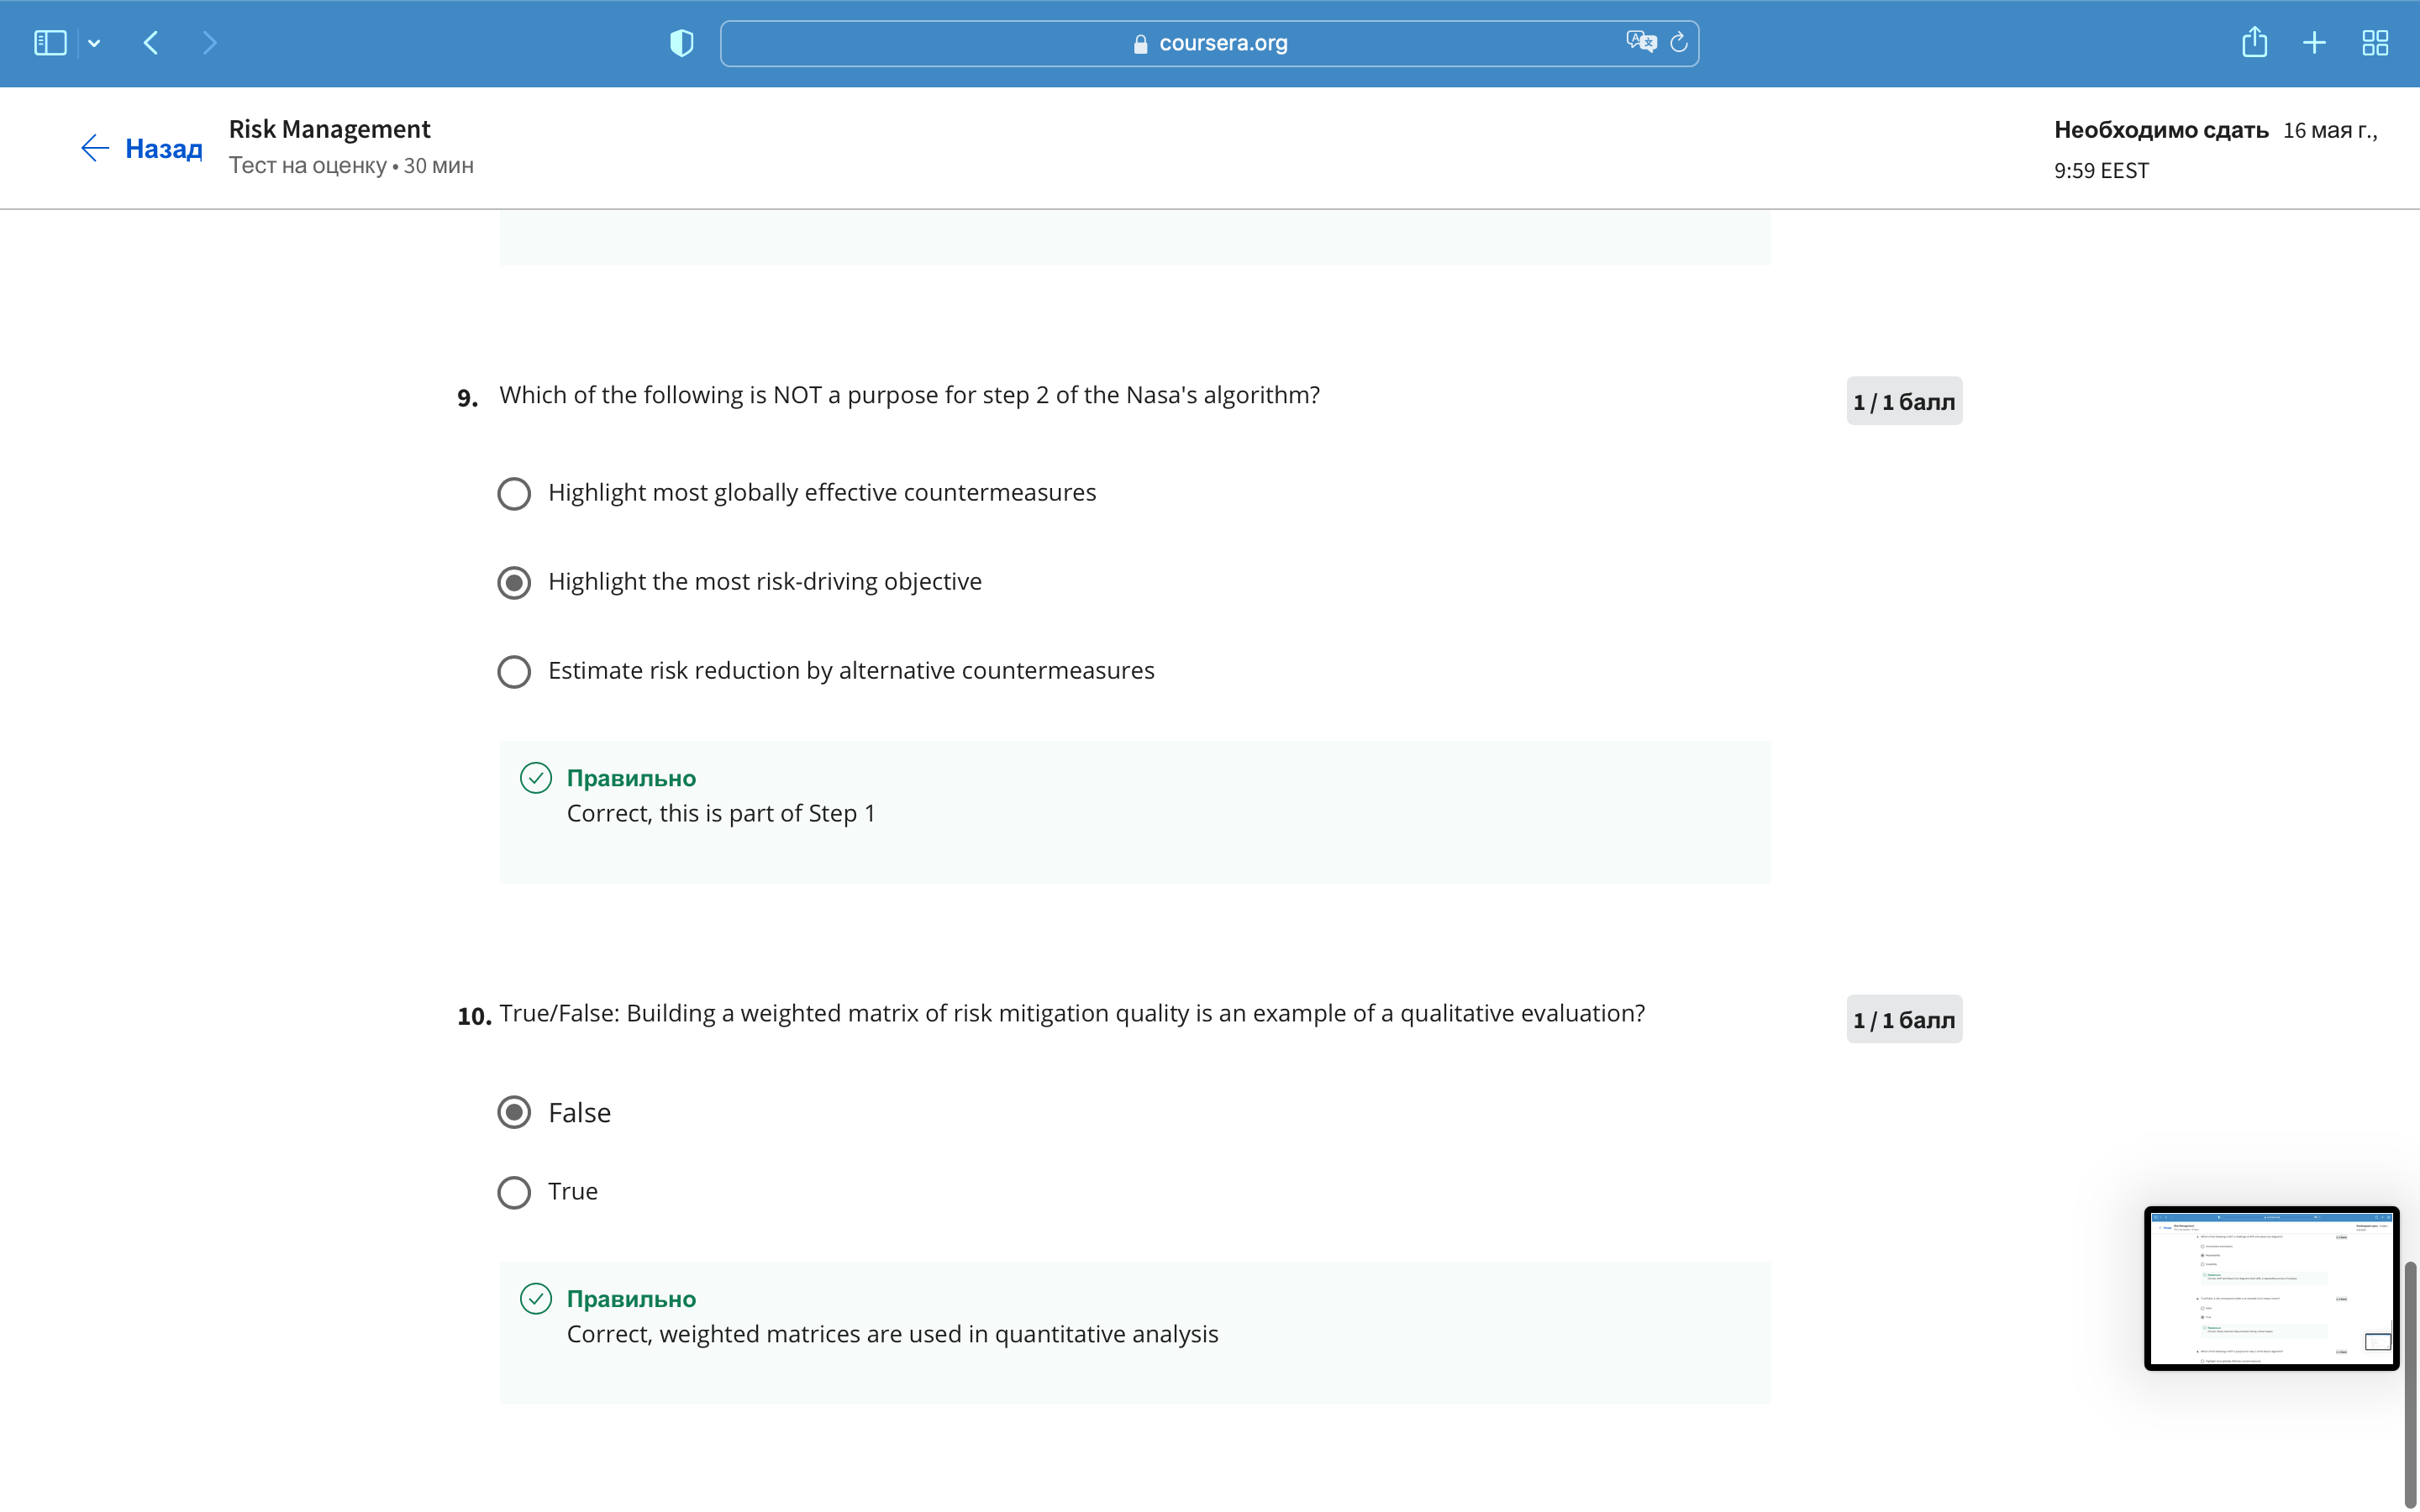 coursera.org
Назад
Risk Management
Тест на оценку • 30 мин
Необходимо сдать 16 мая г.,
9:59 EEST
9. Which of the following is NOT a purpose for step 2 of the Nasa's algorithm?
1 / 1 балл
Highlight most globally effective countermeasures
Highlight the most risk-driving objective
Estimate risk reduction by alternative countermeasures
Правильно
Correct, this is part of Step 1
10. True/False: Building a weighted matrix of risk mitigation quality is an example of a qualitative evaluation?
1 / 1 балл
False
True
Правильно
Correct, weighted matrices are used in quantitative analysis